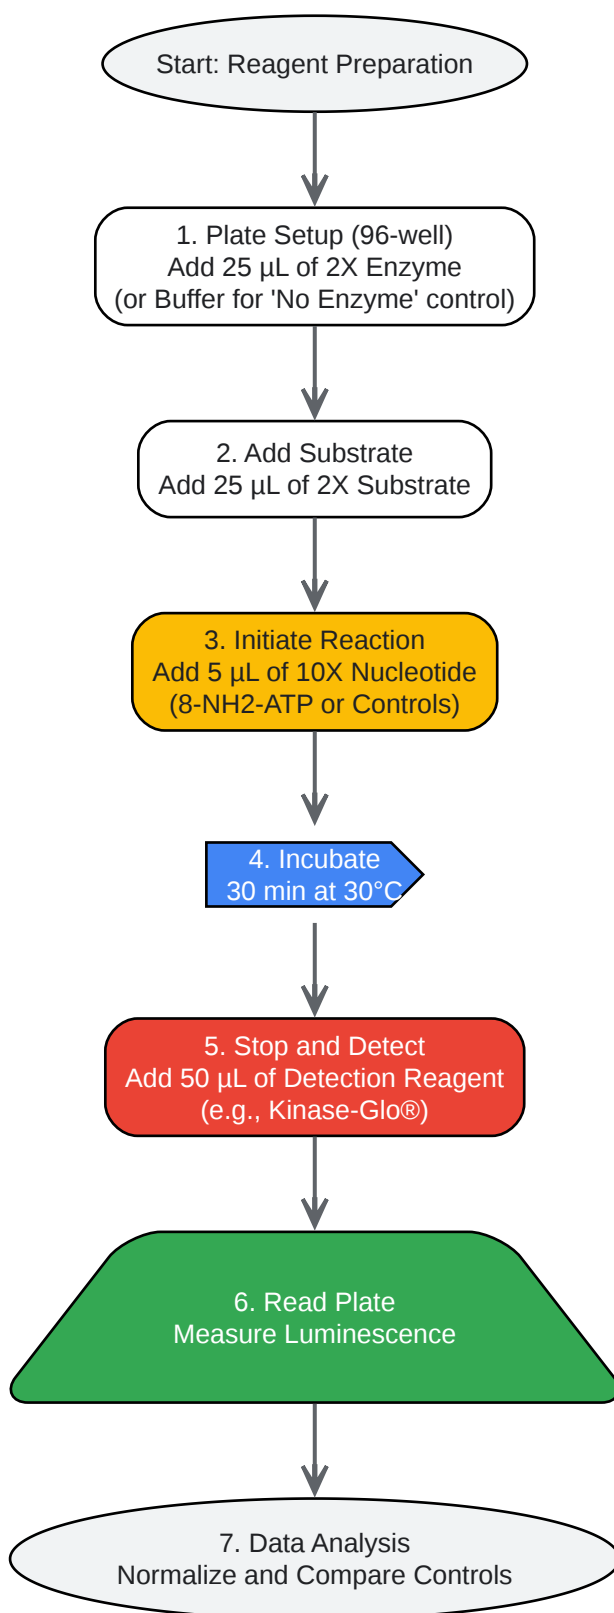 Start: Reagent Preparation
1. Plate Setup (96-well)
Add 25 µL of 2X Enzyme
(or Buffer for 'No Enzyme' control)
2. Add Substrate
Add 25 µL of 2X Substrate
3. Initiate Reaction
Add 5 µL of 10X Nucleotide
(8-NH2-ATP or Controls)
4. Incubate
30 min at 30°C
5. Stop and Detect
Add 50 µL of Detection Reagent
(e.g., Kinase-Glo®)
6. Read Plate
Measure Luminescence
7. Data Analysis
Normalize and Compare Controls